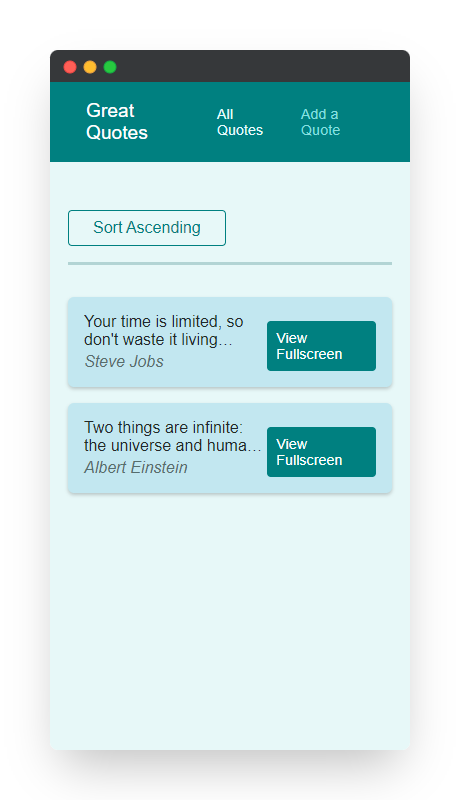 Great
Quotes
All
Quotes
Add a
Quote
Sort Ascending
Your time is limited, so
don't waste it living…
Steve Jobs
View
Fullscreen
Two things are infinite:
the universe and huma…
Albert Einstein
View
Fullscreen